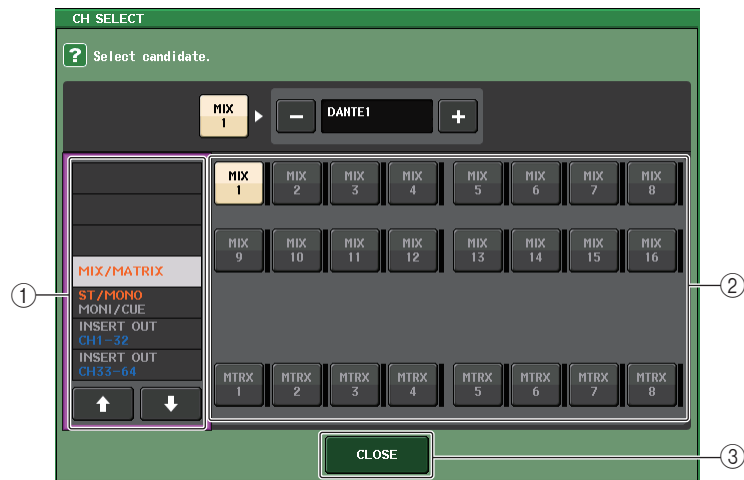 CH SELECT
? Select candidate.
MIX 1
−
DANTE1
+
MIX/MATRIX
ST/MONO
MONI/CUE
INSERT OUT
CH1-32
INSERT OUT
CH33-64
MIX 1 MIX 2 MIX 3 MIX 4 MIX 5 MIX 6 MIX 7 MIX 8
MIX 9 MIX 10 MIX 11 MIX 12 MIX 13 MIX 14 MIX 15 MIX 16
MTRX 1 MTRX 2 MTRX 3 MTRX 4 MTRX 5 MTRX 6 MTRX 7 MTRX 8
CLOSE
①
②
③